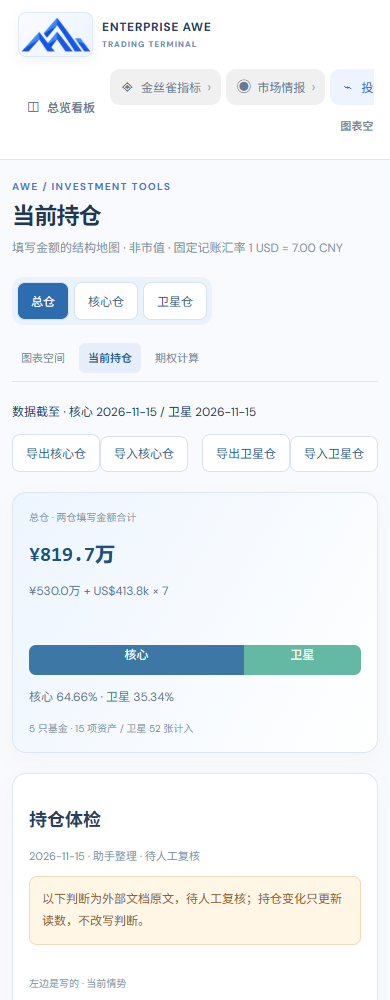 ENTERPRISE AWE
TRADING TERMINAL
总览看板
金丝雀指标 ›
市场情报 ›
投
图表空
AWE / INVESTMENT TOOLS
当前持仓
填写金额的结构地图 · 非市值 · 固定记账汇率 1 USD = 7.00 CNY
总仓
核心仓
卫星仓
图表空间
当前持仓
期权计算
数据截至 · 核心 2026-11-15 / 卫星 2026-11-15
导出核心仓
导入核心仓
导出卫星仓
导入卫星仓
总仓 · 两仓填写金额合计
¥819.7万
¥530.0万 + US$413.8k × 7
核心
卫星
核心 64.66% · 卫星 35.34%
5 只基金 · 15 项资产 / 卫星 52 张计入
持仓体检
2026-11-15 · 助手整理 · 待人工复核
以下判断为外部文档原文，待人工复核；持仓变化只更新
读数，不改写判断。
左边是写的 · 当前情势